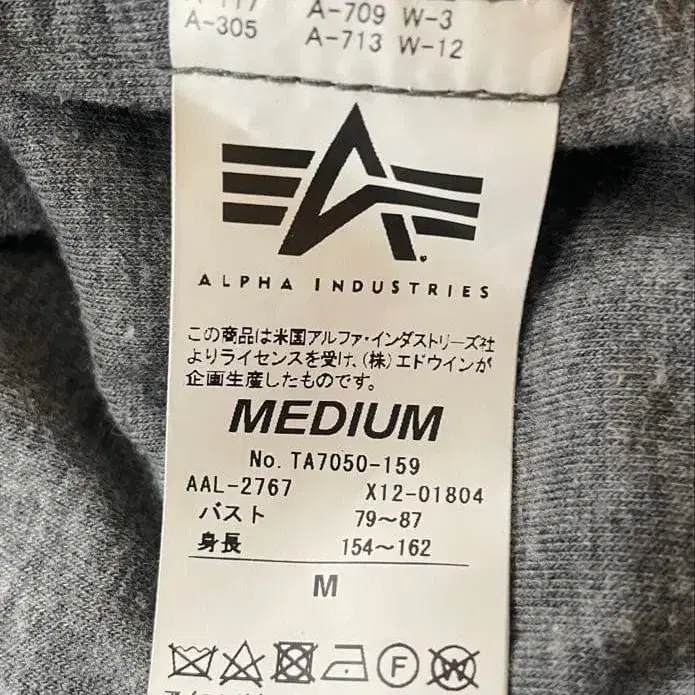 A-305 A-709 W-3
A-713 W-12
ALPHA INDUSTRIES
この商品は米国アルファ・インダストリーズ社
よりライセンスを受け、(株)エドウインが
企画生産したものです。
MEDIUM
No. TA7050-159
AAL-2767 X12-01804
バスト 79～87
身長 154～162
M
F W